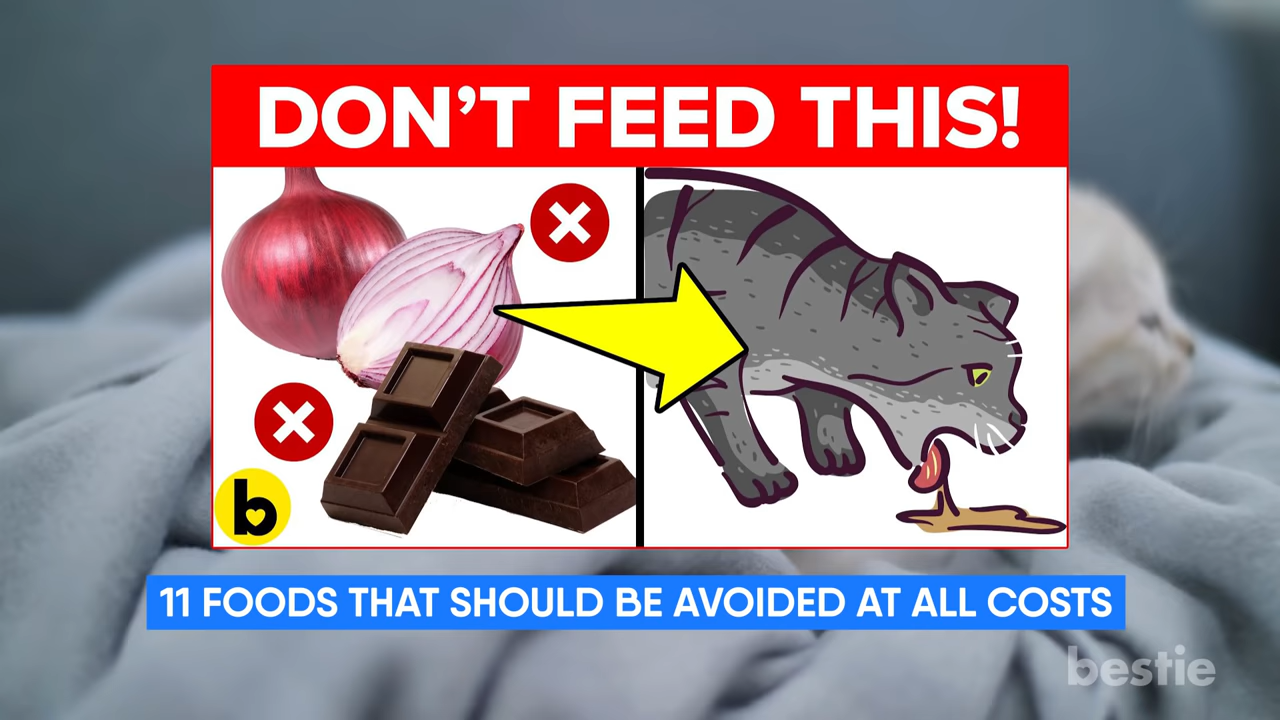 DON'T FEED THIS!
b
11 FOODS THAT SHOULD BE AVOIDED AT ALL COSTS
bestie